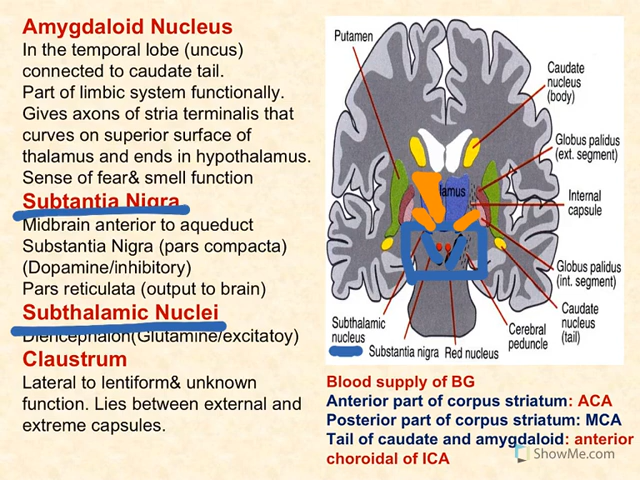 Amygdaloid Nucleus
In the temporal lobe (uncus)
connected to caudate tail.
Part of limbic system functionally.
Gives axons of stria terminalis that
curves on superior surface of
thalamus and ends in hypothalamus.
Sense of fear& smell function
Subtantia Nigra
Midbrain anterior to aqueduct
Substantia Nigra (pars compacta)
(Dopamine/inhibitory)
Pars reticulata (output to brain)
Subthalamic Nuclei
Diencephalon(Glutamine/excitatoy)
Claustrum
Lateral to lentiform& unknown
function. Lies between external and
extreme capsules.
Putamen
Caudate
nucleus
(body)
Globus palidus
(ext. segment)
Internal
capsule
Globus palidus
(int. segment)
Caudate
nucleus
(tail)
Cerebral
peduncle
Red nucleus
Substantia nigra
Subthalamic
nucleus
Blood supply of BG
Anterior part of corpus striatum: ACA
Posterior part of corpus striatum: MCA
Tail of caudate and amygdaloid: anterior
choroidal of ICA
ShowMe.com